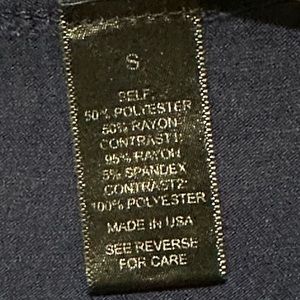 S
SELF:
50% POLYESTER
50% RAYON
CONTRAST1:
95% RAYON
5% SPANDEX
CONTRAST2:
100% POLYESTER
MADE IN USA
SEE REVERSE
FOR CARE